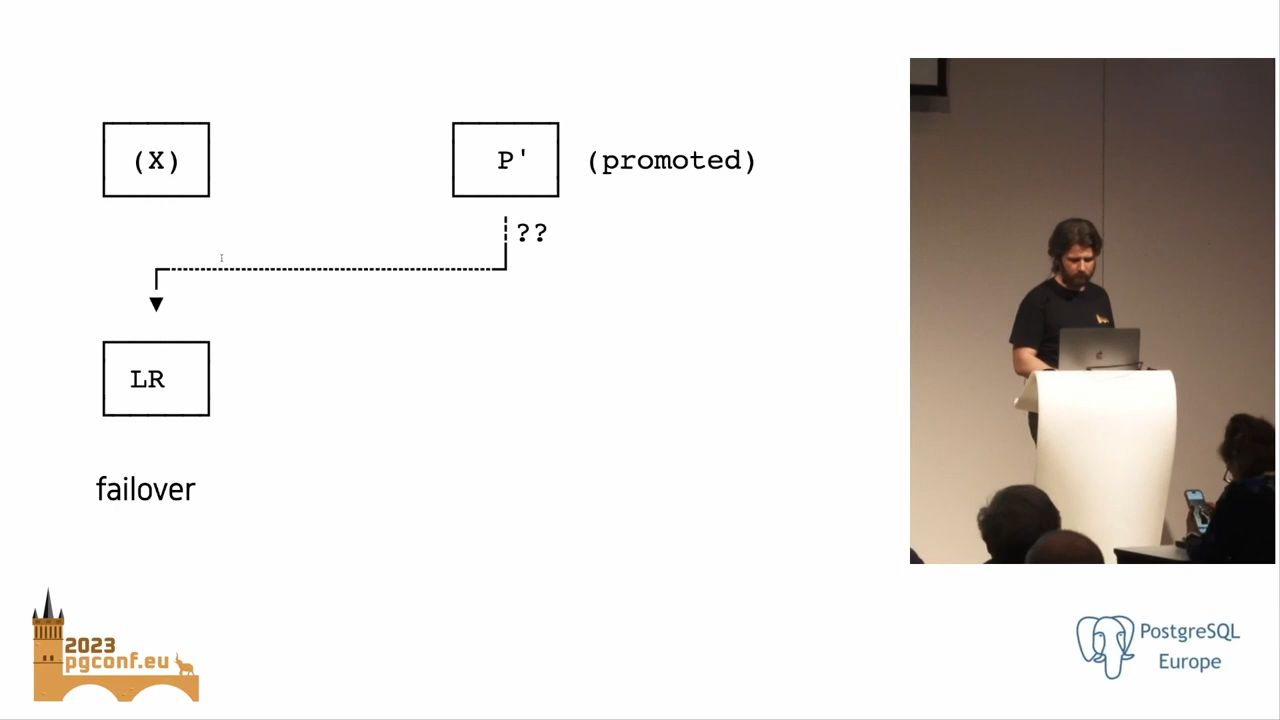 (X)
P' (promoted)
??
LR
failover
2023
pgconf.eu
PostgreSQL
Europe